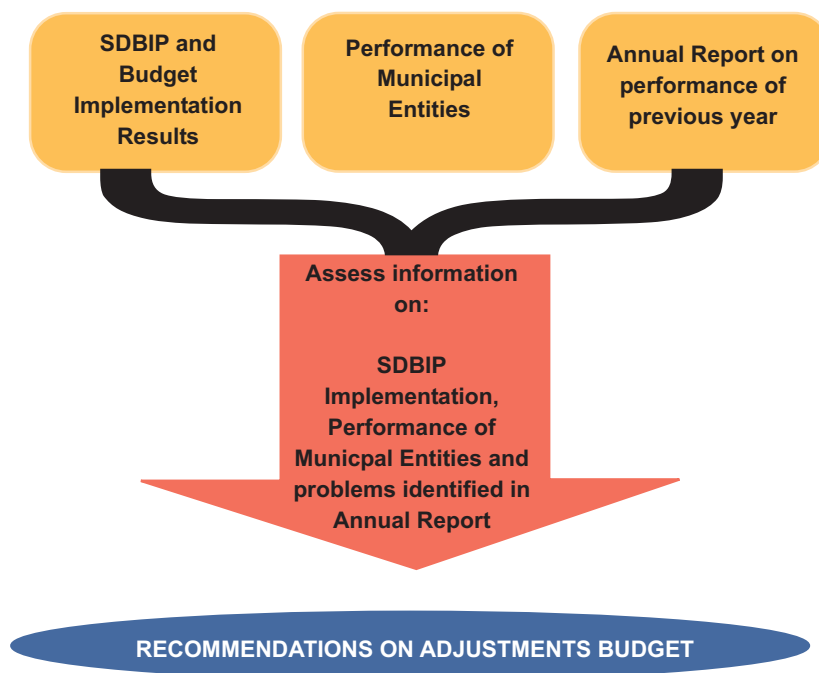 SDBIP and
Budget
Implementation
Results
Performance of
Municipal
Entities
Annual Report on
performance of
previous year
Assess information
on:
SDBIP
Implementation,
Performance of
Municpal Entities and
problems identified in
Annual Report
RECOMMENDATIONS ON ADJUSTMENTS BUDGET